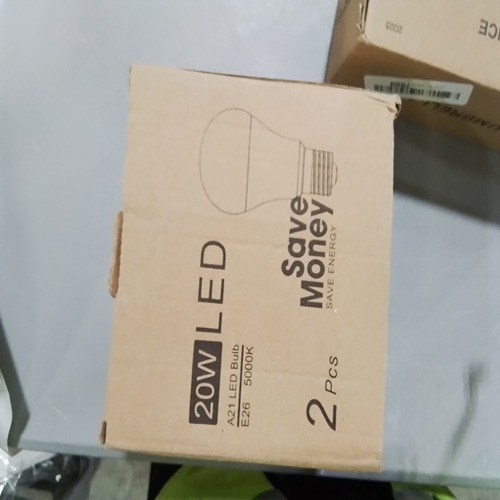 20W LED
A21 LED Bulb
E26 5000K
Save
Money
SAVE ENERGY
2 Pcs